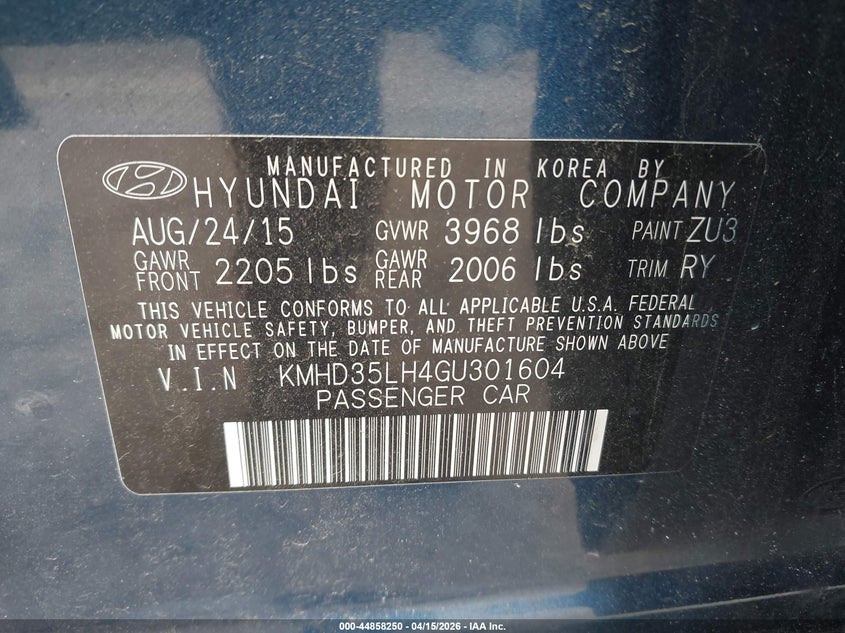 MANUFACTURED IN KOREA BY
HYUNDAI MOTOR COMPANY
AUG/24/15 GVWR 3968 lbs PAINT ZU3
GAWR FRONT 2205 lbs GAWR REAR 2006 lbs TRIM RY
THIS VEHICLE CONFORMS TO ALL APPLICABLE U.S.A. FEDERAL
MOTOR VEHICLE SAFETY, BUMPER, AND THEFT PREVENTION STANDARDS
IN EFFECT ON THE DATE OF MANUFACTURE SHOWN ABOVE
V.I.N KMHD35LH4GU301604
PASSENGER CAR
000-44858250 - 04/15/2026 - IAA Inc.